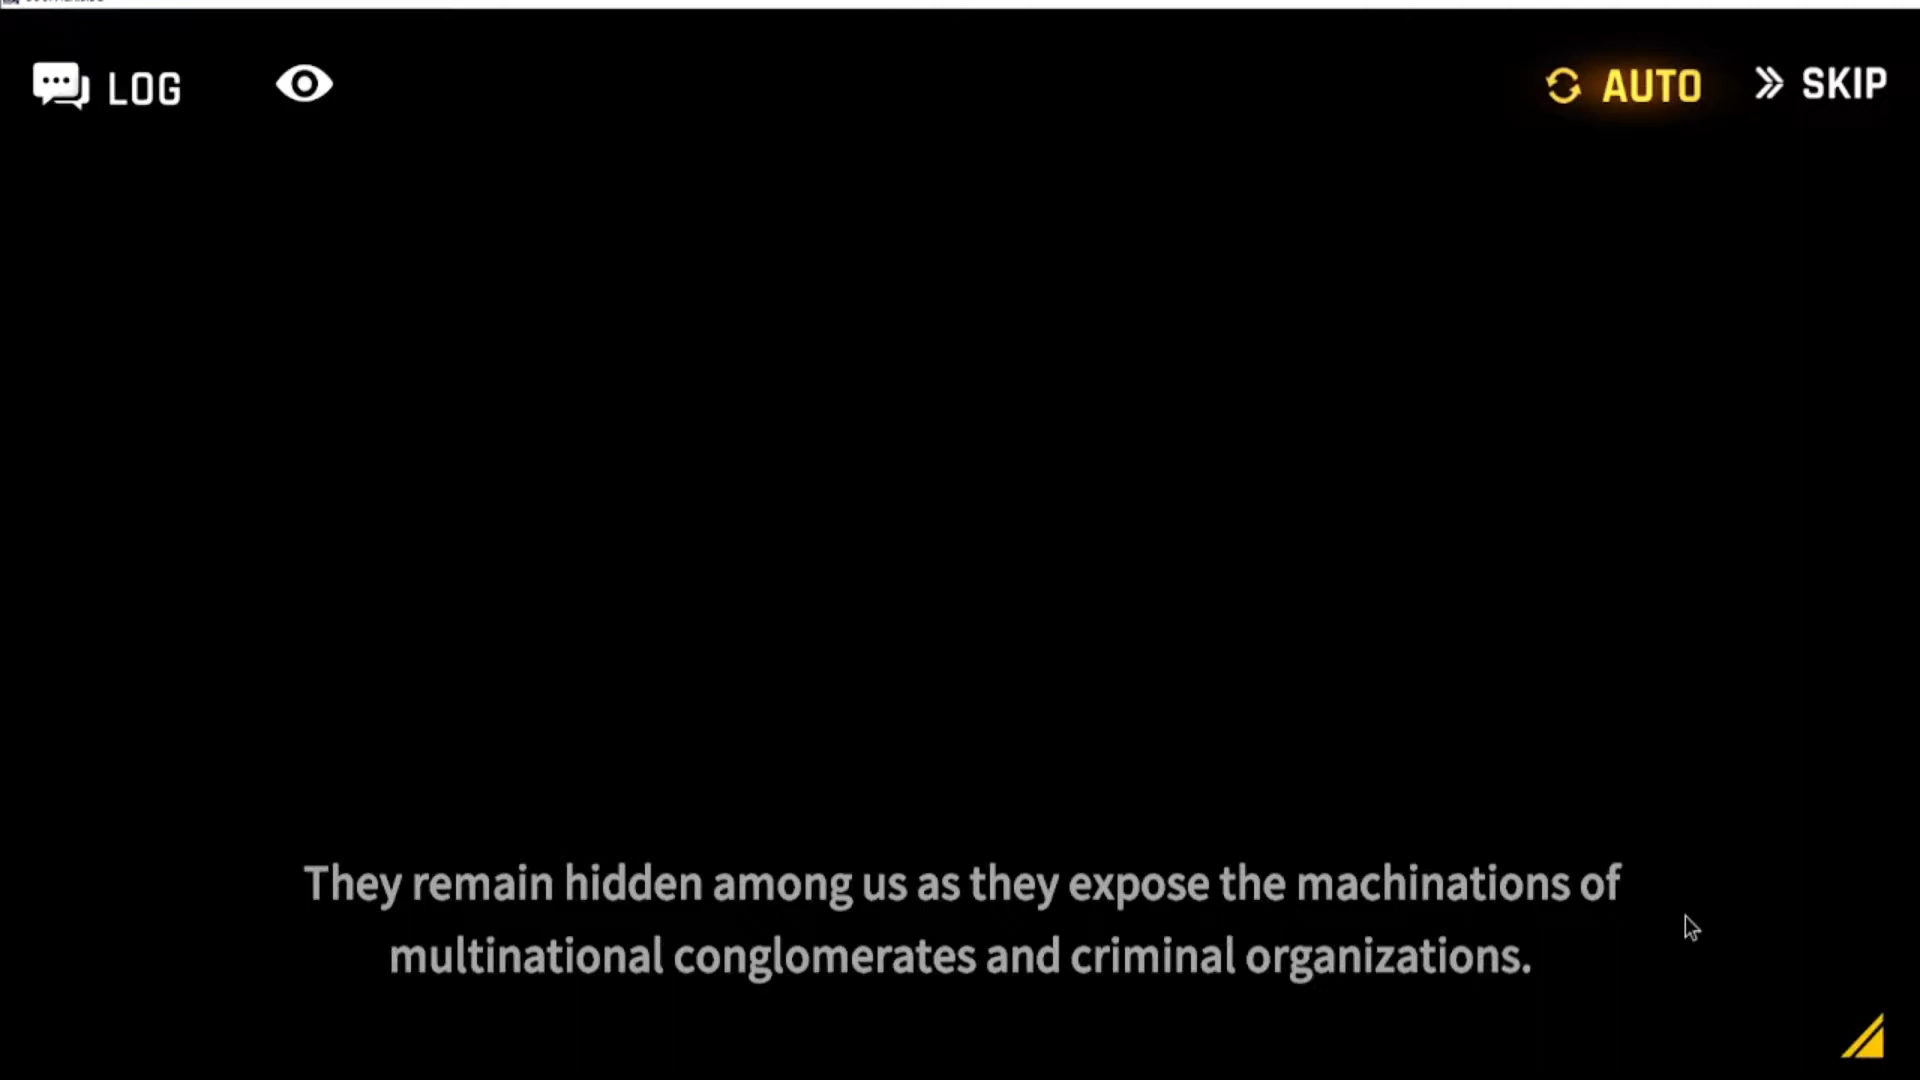 LOG
AUTO
SKIP
They remain hidden among us as they expose the machinations of
multinational conglomerates and criminal organizations.